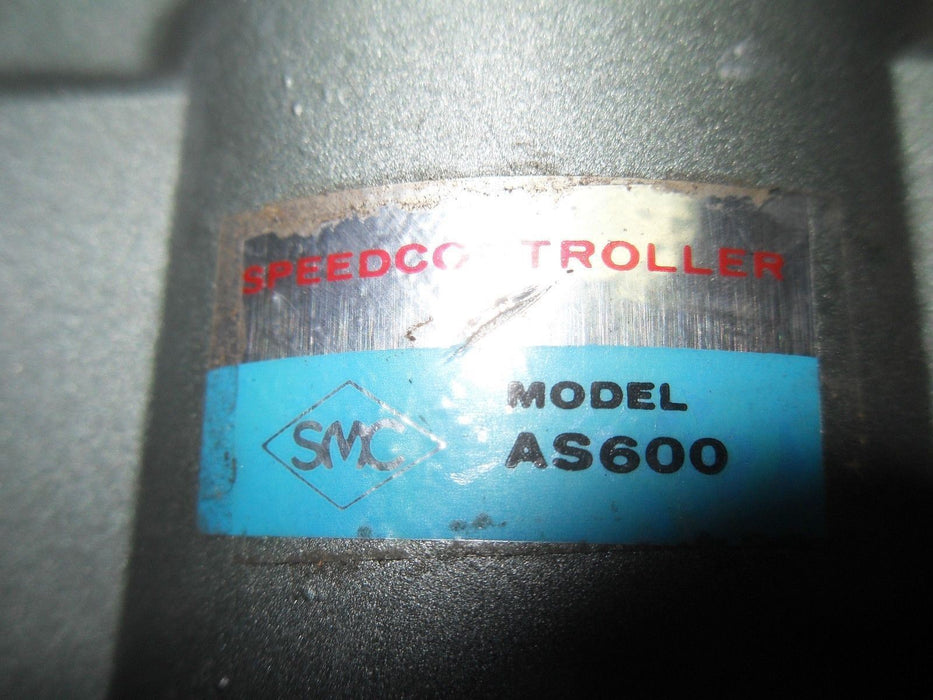 SPEEDCONTROLLER
SMC
MODEL
AS600